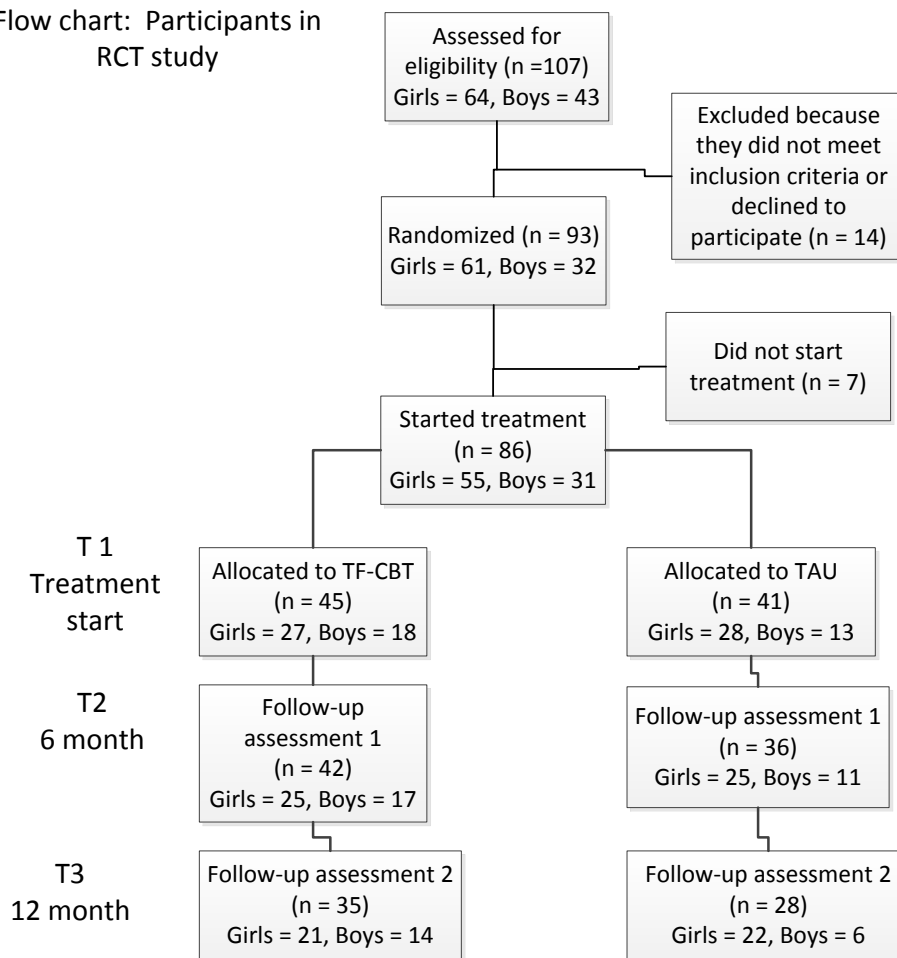 Flow chart:  Participants in
RCT study
Assessed for
eligibility (n =107)
Girls = 64, Boys = 43
Excluded because
they did not meet
inclusion criteria or
declined to
participate (n = 14)
Randomized (n = 93)
Girls = 61, Boys = 32
Did not start
treatment (n = 7)
Started treatment
(n = 86)
Girls = 55, Boys = 31
T 1
Treatment
start
Allocated to TF-CBT
(n = 45)
Girls = 27, Boys = 18
Allocated to TAU
(n = 41)
Girls = 28, Boys = 13
T2
6 month
Follow-up
assessment 1
(n = 42)
Girls = 25, Boys = 17
Follow-up assessment 1
(n = 36)
Girls = 25, Boys = 11
T3
12 month
Follow-up assessment 2
(n = 35)
Girls = 21, Boys = 14
Follow-up assessment 2
(n = 28)
Girls = 22, Boys = 6